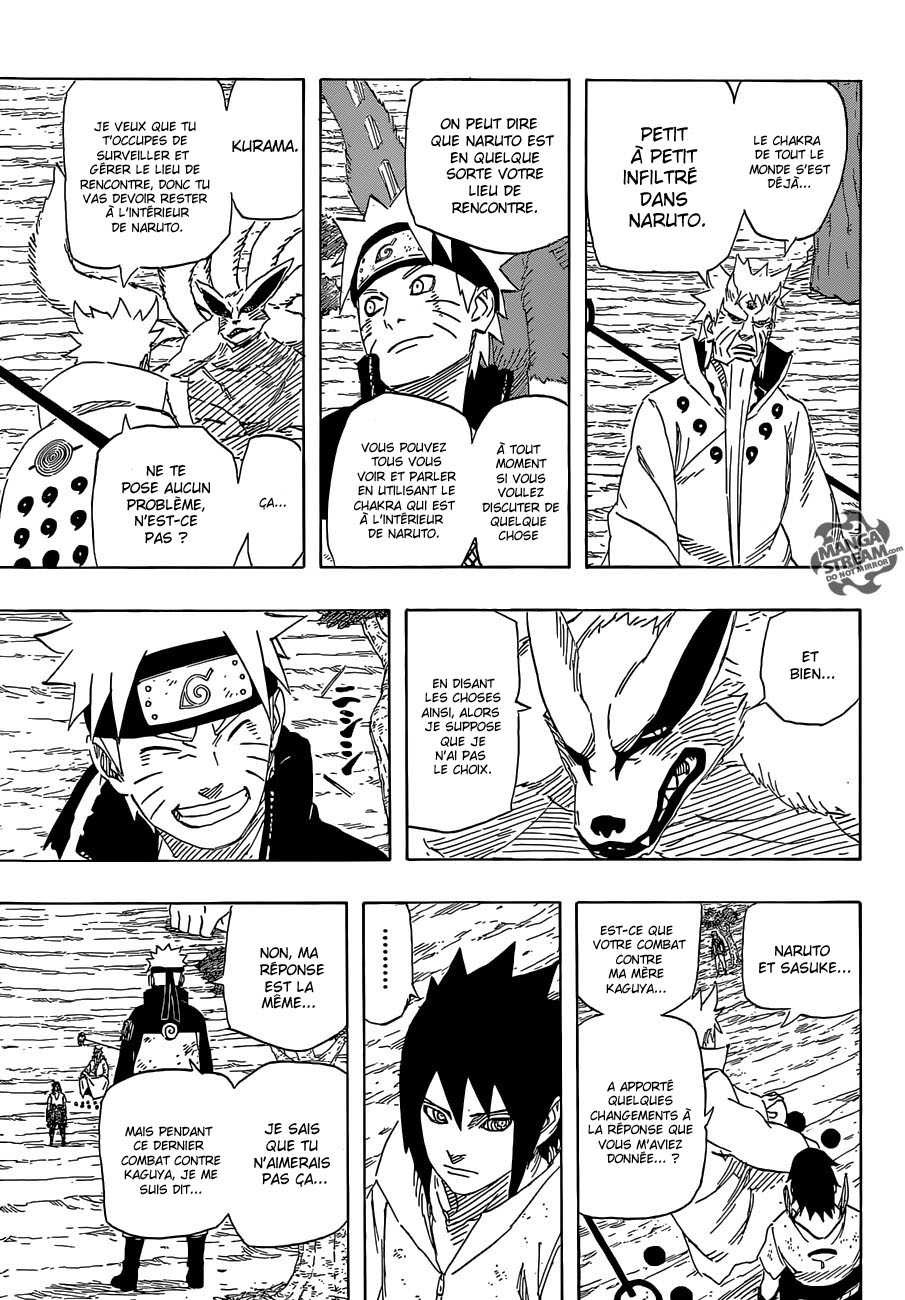 LE CHAKRA
DE TOUT LE
MONDE S'EST
DÉJÀ...
PETIT
À PETIT
INFILTRÉ
DANS
NARUTO.
ON PEUT DIRE
QUE NARUTO EST
EN QUELQUE
SORTE VOTRE
LIEU DE
RENCONTRE.
À TOUT
MOMENT
SI VOUS
VOULEZ
DISCUTER DE
QUELQUE
CHOSE
VOUS POUVEZ
TOUS VOUS
VOIR ET PARLER
EN UTILISANT LE
CHAKRA QUI EST
À L'INTÉRIEUR
DE NARUTO.
KURAMA.
JE VEUX QUE TU
T'OCCUPES DE
SURVEILLER ET
GÉRER LE LIEU DE
RENCONTRE, DONC TU
VAS DEVOIR RESTER
À L'INTÉRIEUR
DE NARUTO.
ÇA...
NE TE
POSE AUCUN
PROBLÈME,
N'EST-CE
PAS ?
MANGA
STREAM.com
DO NOT MIRROR!
ET
BIEN...
EN DISANT
LES CHOSES
AINSI, ALORS
JE SUPPOSE
QUE JE
N'AI PAS
LE CHOIX.
NARUTO
ET SASUKE...
EST-CE QUE
VOTRE COMBAT
CONTRE
MA MÈRE
KAGUYA...
A APPORTÉ
QUELQUES
CHANGEMENTS À
LA RÉPONSE QUE
VOUS M'AVIEZ
DONNÉE... ?
.........
NON, MA
RÉPONSE
EST LA
MÊME...
JE SAIS
QUE TU
N'AIMERAIS
PAS ÇA...
MAIS PENDANT
CE DERNIER
COMBAT CONTRE
KAGUYA, JE ME
SUIS DIT...